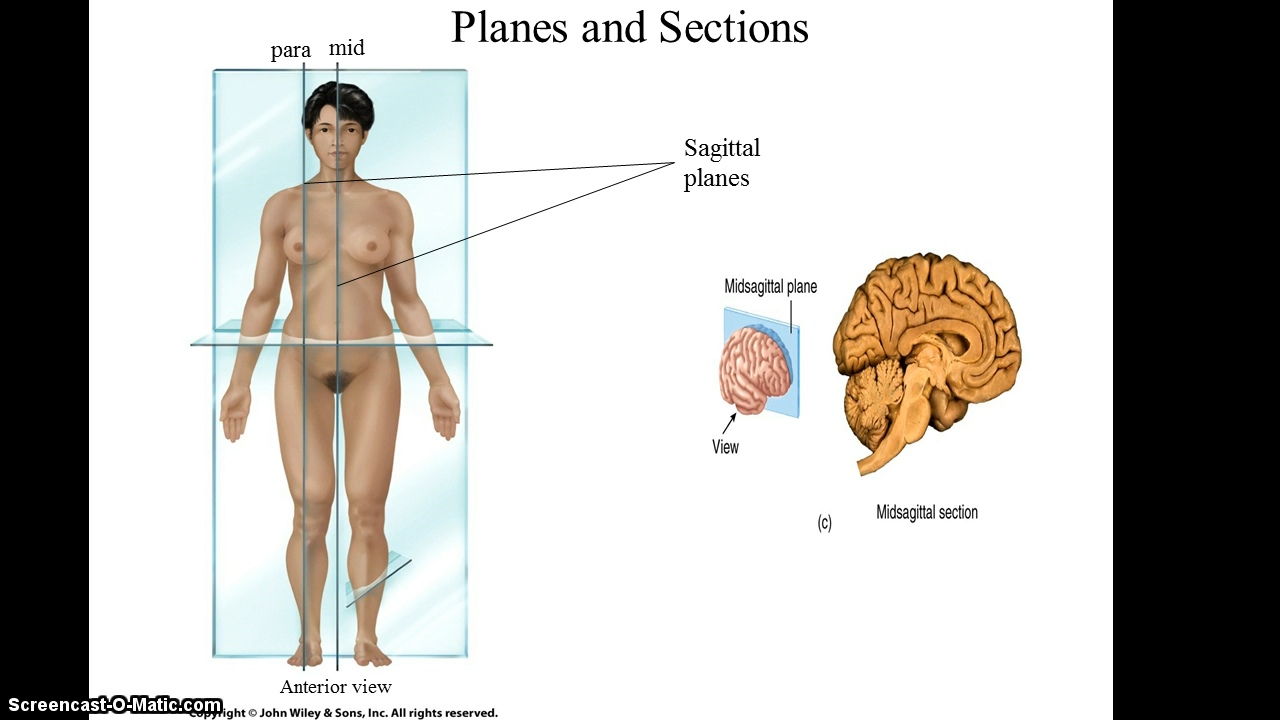 Planes and Sections
para mid
Sagittal
planes
Midsagittal plane
View
(c)
Midsagittal section
Anterior view
Screencast-O-Matic.com
Copyright © John Wiley & Sons, Inc. All rights reserved.